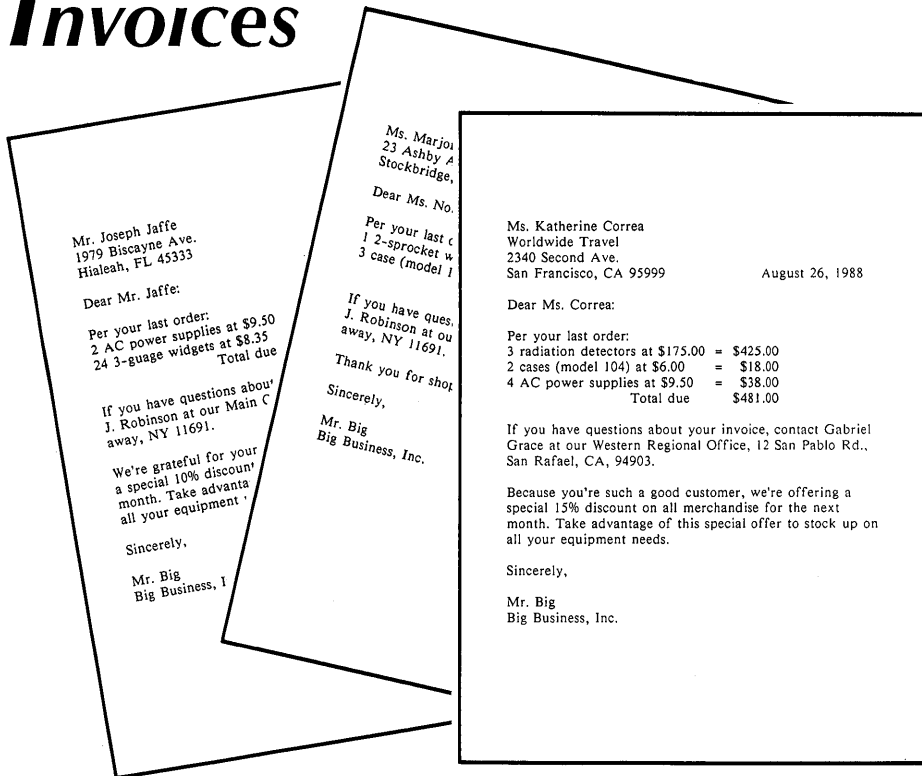 Invoices
Mr. Joseph Jaffe
1979 Biscayne Ave.
Hialeah, FL 45333
Dear Mr. Jaffe:
Per your last order:
2 AC power supplies at $9.50
24 3-guage widgets at $8.35
Total due
If you have questions about
J. Robinson at our Main
away, NY 11691.
We're grateful for your
a special 10% discount
month. Take
all your equipment
Sincerely,
Mr. Big
Big Business,
Ms.
23 Ashby
Stockbridge,
Dear Ms.
Per your last
1 2-sprocket
3 case (model
If you have
J. Robinson at
away, NY 11691.
Thank you for
Sincerely,
Mr. Big
Big Business, Inc.
Ms. Katherine Correa
Worldwide Travel
2340 Second Ave.
San Francisco, CA 95999 August 26, 1988
Dear Ms. Correa:
Per your last order:
3 radiation detectors at $175.00 = $425.00
2 cases (model 104) at $6.00 = $18.00
4 AC power supplies at $9.50 = $38.00
Total due $481.00
If you have questions about your invoice, contact Gabriel
Grace at our Western Regional Office, 12 San Pablo Rd.,
San Rafael, CA, 94903.
Because you're such a good customer, we're offering a
special 15% discount on all merchandise for the next
month. Take advantage of this special offer to stock up on
all your equipment needs.
Sincerely,
Mr. Big
Big Business, Inc.